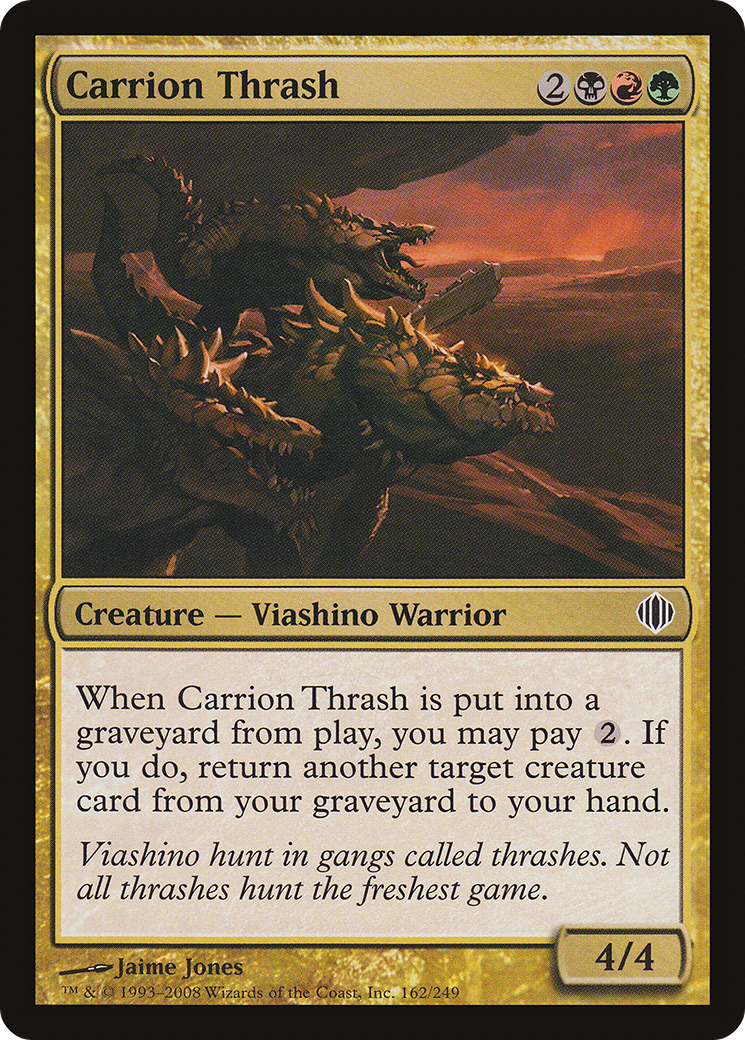 Carrion Thrash
2
Creature — Viashino Warrior
When Carrion Thrash is put into a
graveyard from play, you may pay 2. If
you do, return another target creature
card from your graveyard to your hand.
Viashino hunt in gangs called thrashes. Not
all thrashes hunt the freshest game.
4/4
Jaime Jones
™ & © 1993–2008 Wizards of the Coast, Inc. 162/249